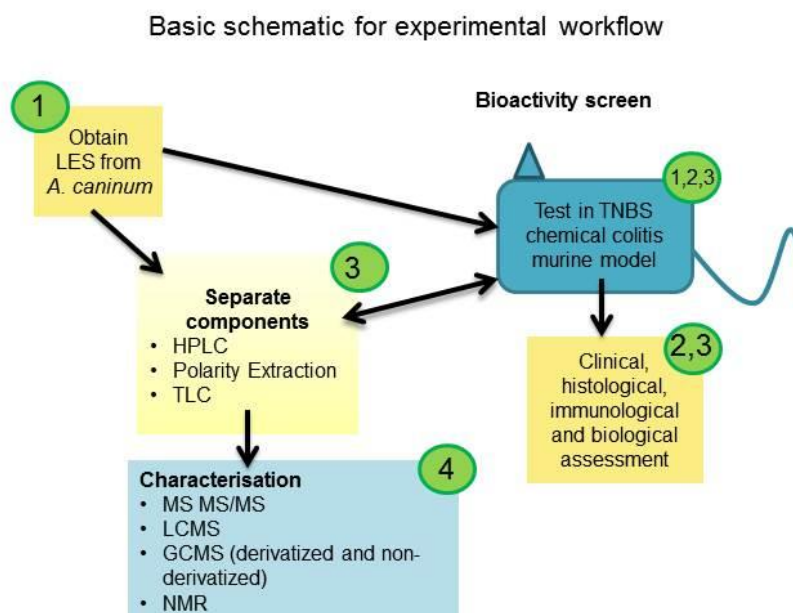 Basic schematic for experimental workflow
1
Obtain
LES from
A. caninum
Bioactivity screen
1,2,3
Test in TNBS
chemical colitis
murine model
3
Separate
components
• HPLC
• Polarity Extraction
• TLC
2,3
Clinical,
histological,
immunological
and biological
assessment
4
Characterisation
• MS MS/MS
• LCMS
• GCMS (derivatized and non-
derivatized)
• NMR